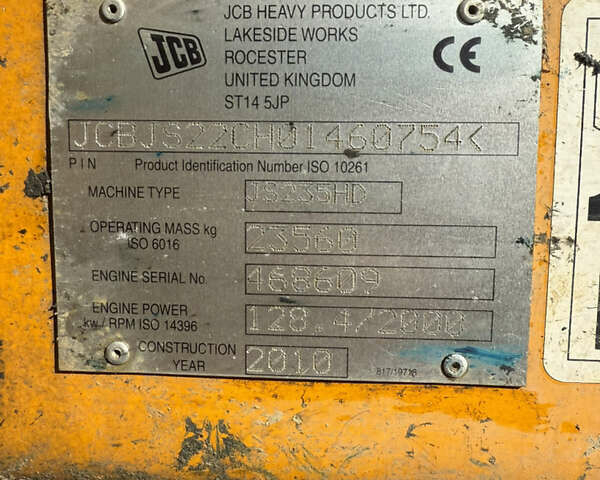 JCB HEAVY PRODUCTS LTD.
LAKESIDE WORKS
ROCESTER
UNITED KINGDOM
ST14 5JP
JCB
CE
JCBJS22CH01460754<
PIN Product Identification Number ISO 10261
MACHINE TYPE JS235HD
OPERATING MASS kg 23560
ISO 6016
ENGINE SERIAL No. 468609
ENGINE POWER 128.4/2000
kw / RPM ISO 14396
CONSTRUCTION 2010
YEAR
817/19716